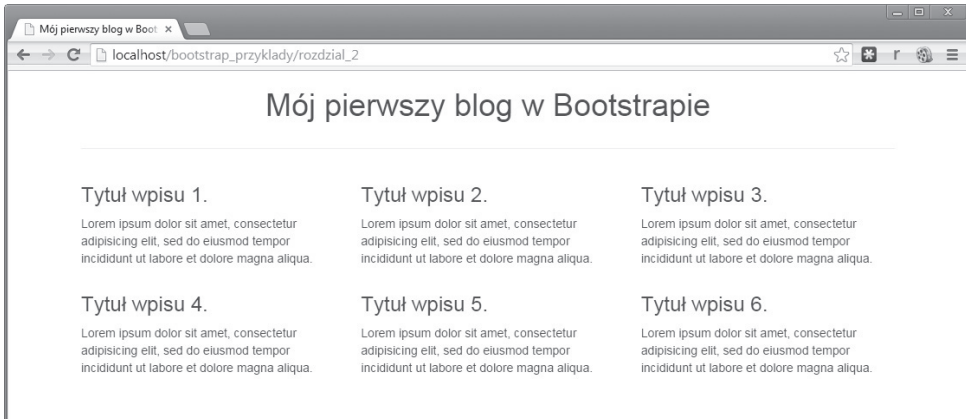 Mój pierwszy blog w Boot
localhost/bootstrap_przyklady/rozdzial_2
Mój pierwszy blog w Bootstrapie
Tytuł wpisu 1.
Lorem ipsum dolor sit amet, consectetur
adipisicing elit, sed do eiusmod tempor
incididunt ut labore et dolore magna aliqua.
Tytuł wpisu 2.
Lorem ipsum dolor sit amet, consectetur
adipisicing elit, sed do eiusmod tempor
incididunt ut labore et dolore magna aliqua.
Tytuł wpisu 3.
Lorem ipsum dolor sit amet, consectetur
adipisicing elit, sed do eiusmod tempor
incididunt ut labore et dolore magna aliqua.
Tytuł wpisu 4.
Lorem ipsum dolor sit amet, consectetur
adipisicing elit, sed do eiusmod tempor
incididunt ut labore et dolore magna aliqua.
Tytuł wpisu 5.
Lorem ipsum dolor sit amet, consectetur
adipisicing elit, sed do eiusmod tempor
incididunt ut labore et dolore magna aliqua.
Tytuł wpisu 6.
Lorem ipsum dolor sit amet, consectetur
adipisicing elit, sed do eiusmod tempor
incididunt ut labore et dolore magna aliqua.